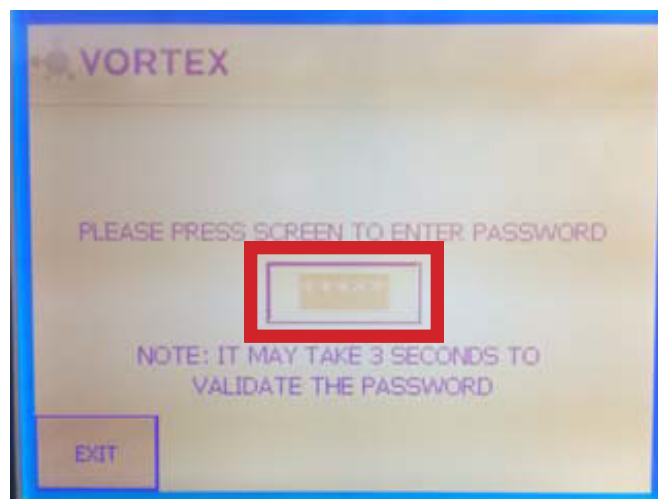 VORTEX
PLEASE PRESS SCREEN TO ENTER PASSWORD
*****
NOTE: IT MAY TAKE 3 SECONDS TO
VALIDATE THE PASSWORD
EXIT